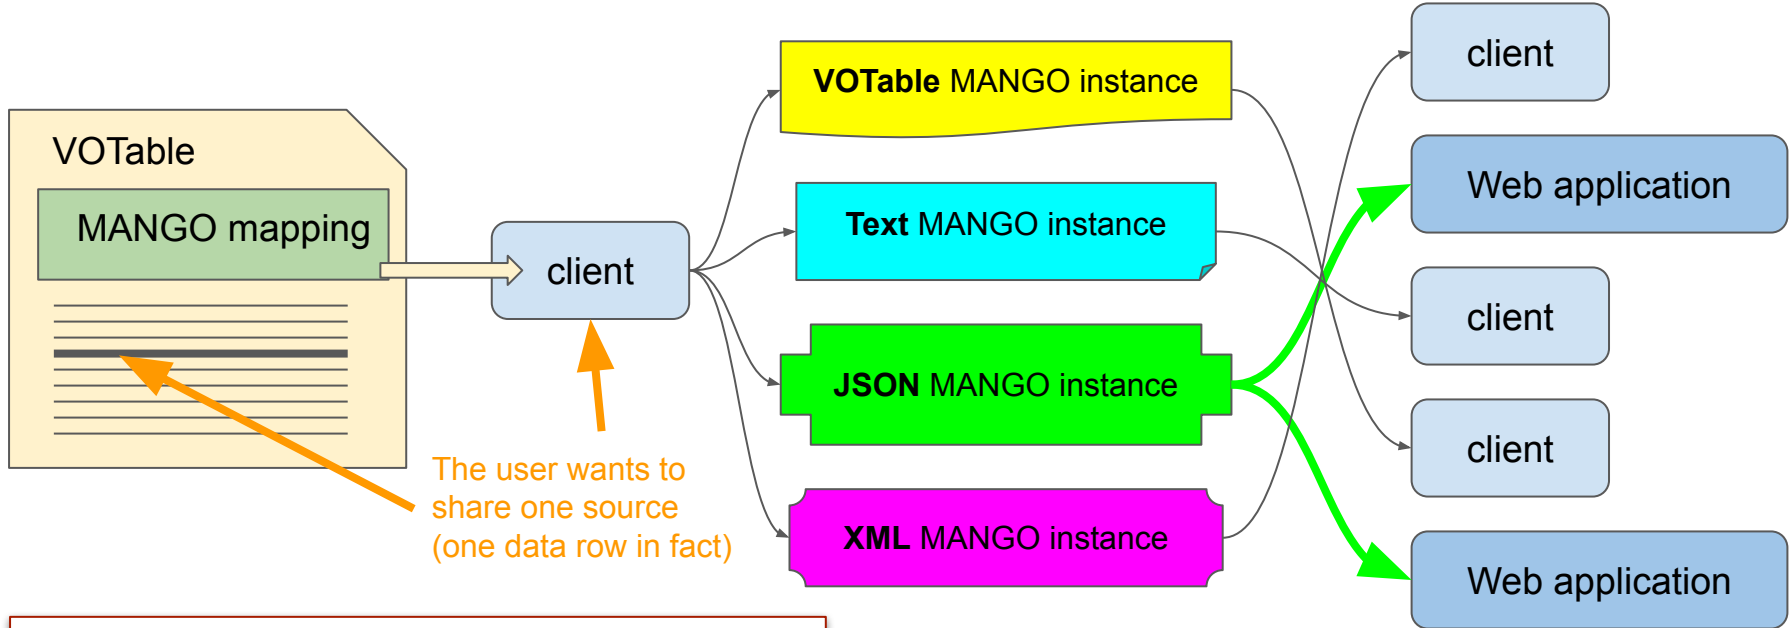 VOTable
MANGO mapping
client
The user wants to
share one source
(one data row in fact)
VOTable MANGO instance
Text MANGO instance
JSON MANGO instance
XML MANGO instance
client
Web application
client
client
Web application